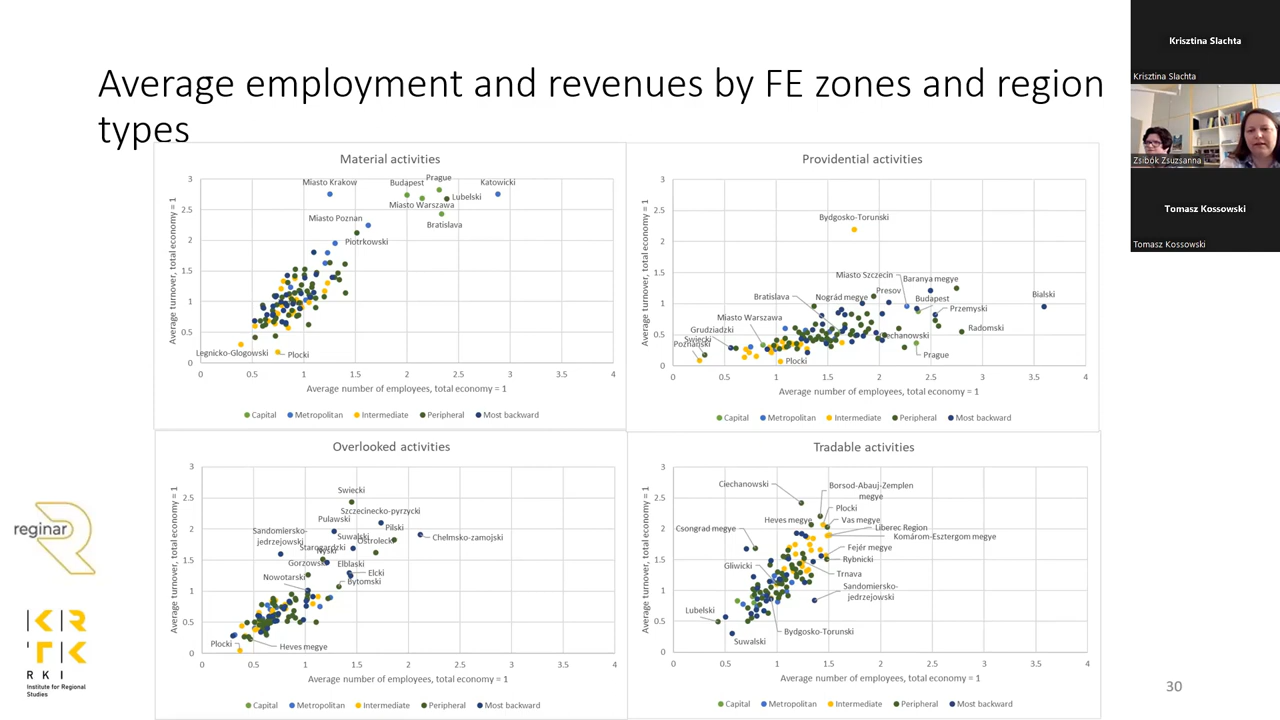 Average employment and revenues by FE zones and region
types
Material activities
Average turnover, total economy = 1
3
2.5
2
1.5
1
0.5
0
0
0.5
1
1.5
2
2.5
3
3.5
4
Miasto Krakow
Budapest
Prague
Katowicki
Lubelski
Miasto Warszawa
Miasto Poznan
Bratislava
Piotrkowski
Legnicko-Glogowski
Plocki
Average number of employees, total economy = 1
Capital
Metropolitan
Intermediate
Peripheral
Most backward
Providential activities
Average turnover, total economy = 1
3
2.5
2
1.5
1
0.5
0
0
0.5
1
1.5
2
2.5
3
3.5
4
Bydgosko-Torunski
Miasto Szczecin
Baranya megye
Presov
Bratislava
Nográd megye
Budapest
Bialski
Przemyski
Miasto Warszawa
Grudziadzki
Radomski
Swiecki
Poznanski
Plocki
Prague
Average number of employees, total economy = 1
Capital
Metropolitan
Intermediate
Peripheral
Most backward
Overlooked activities
Average turnover, total economy = 1
3
2.5
2
1.5
1
0.5
0
0
0.5
1
1.5
2
2.5
3
3.5
4
Swiecki
Szczecinecko-pyrzycki
Pulawski
Pilski
Sandomiersko-
jedrzejowski
Suwalski
Ostrolecki
Chelmsko-zamojski
Starogardzki
Nyski
Gorzowski
Elblaski
Elcki
Nowotarski
Bytomski
Plocki
Heves megye
Average number of employees, total economy = 1
Capital
Metropolitan
Intermediate
Peripheral
Most backward
Tradable activities
Average turnover, total economy = 1
3
2.5
2
1.5
1
0.5
0
0
0.5
1
1.5
2
2.5
3
3.5
4
Ciechanowski
Borsod-Abauj-Zemplen
megye
Plocki
Heves megye
Vas megye
Csongrad megye
Liberec Region
Komárom-Esztergom megye
Fejér megye
Rybnicki
Gliwicki
Trnava
Sandomiersko-
jedrzejowski
Lubelski
Bydgosko-Torunski
Suwalski
Average number of employees, total economy = 1
Capital
Metropolitan
Intermediate
Peripheral
Most backward
reginar
KR
TK
RKI
Institute for Regional
Studies
30
Krisztina Slachta
Krisztina Slachta
Zsibók Zsuzsanna
Tomasz Kossowski
Tomasz Kossowski